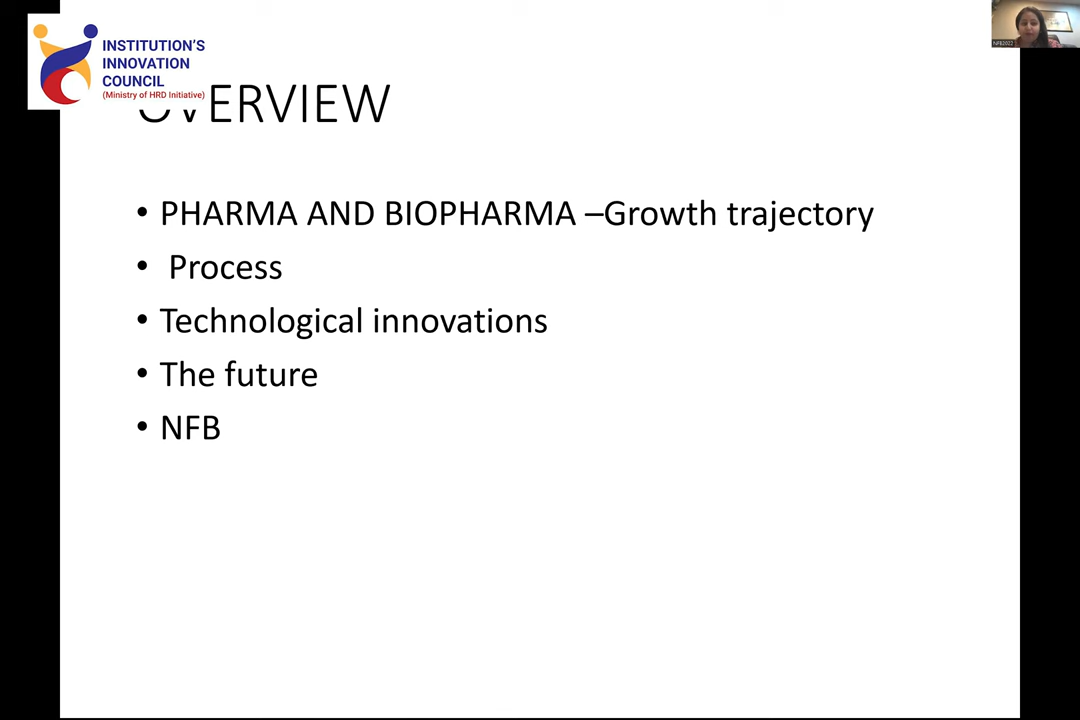 INSTITUTION'S
INNOVATION
COUNCIL
(Ministry of HRD Initiative)
OVERVIEW
• PHARMA AND BIOPHARMA –Growth trajectory
• Process
• Technological innovations
• The future
• NFB
NFB2022